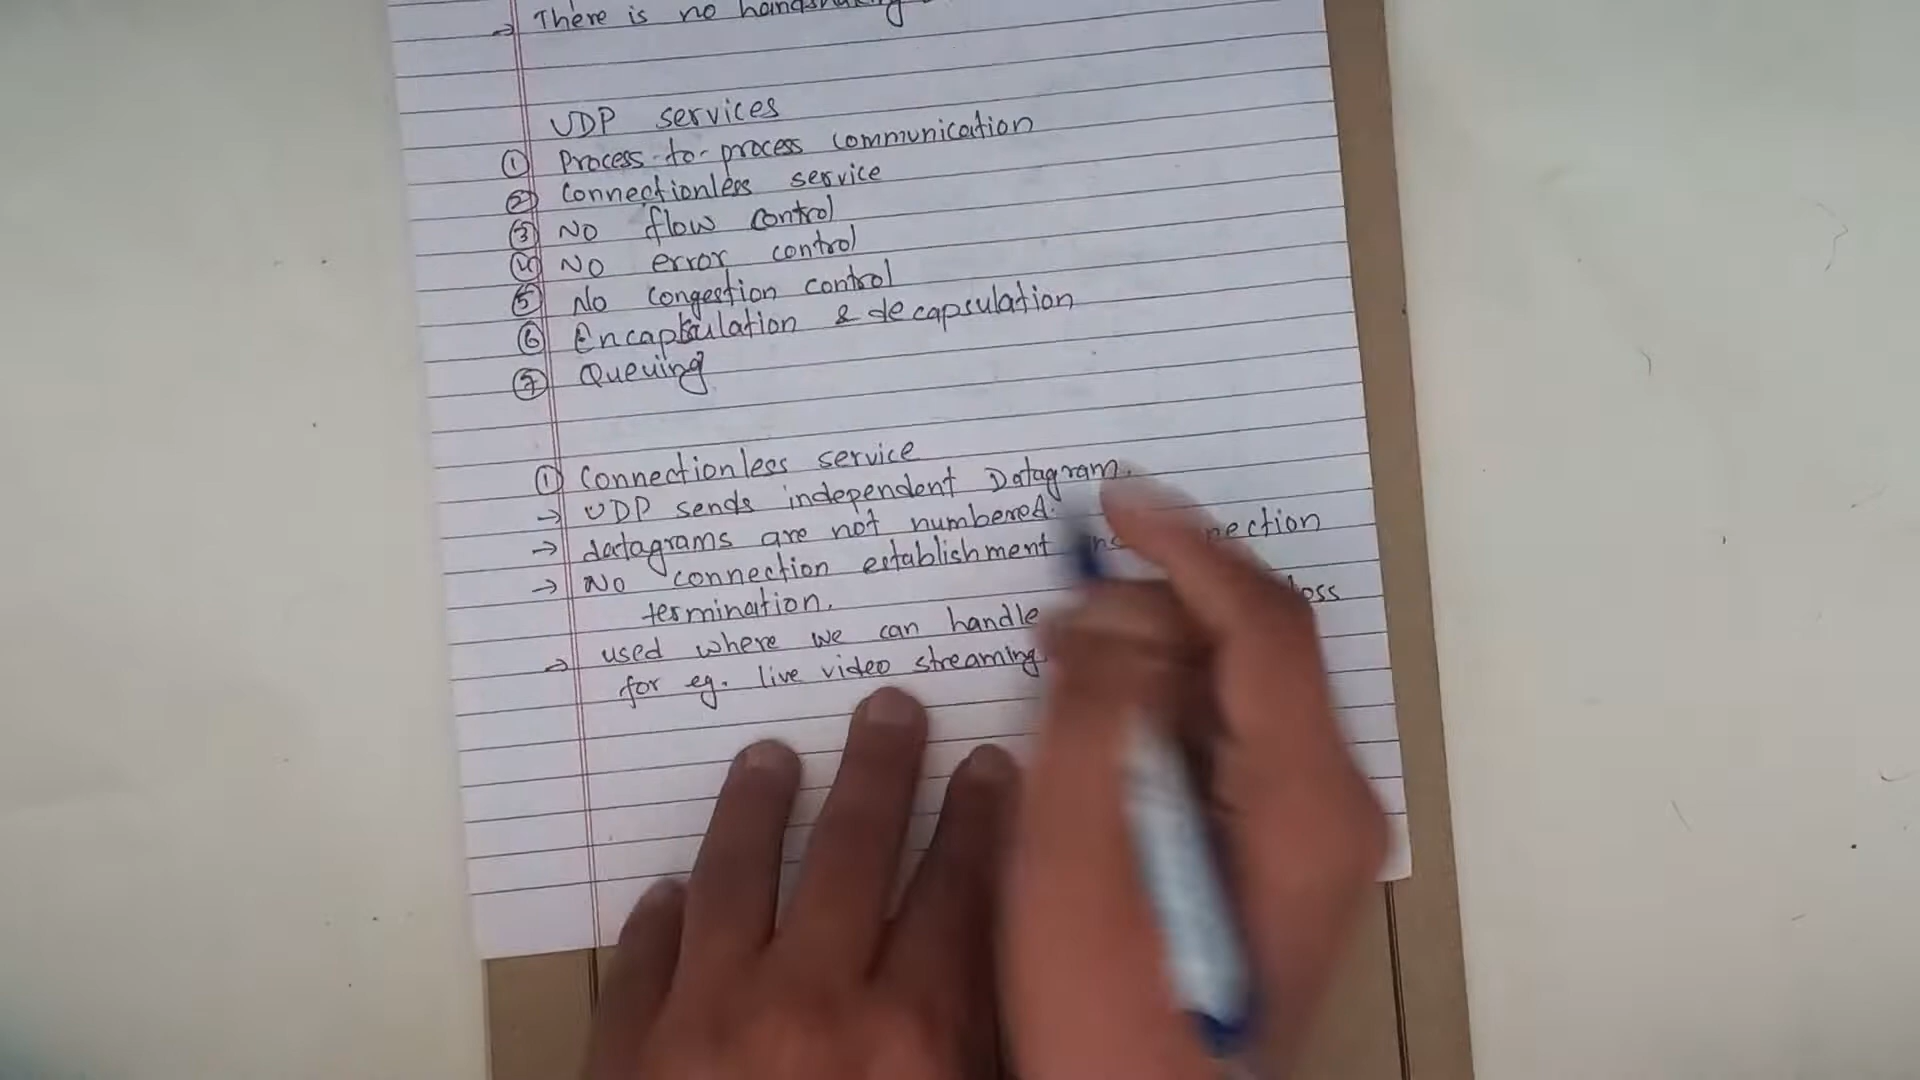 → There is no handshaking
UDP services
① Process-to-process communication
② Connectionless service
③ No flow control
④ No error control
⑤ No congestion control
⑥ Encapsulation & decapsulation
⑦ Queuing
① Connectionless service
→ UDP sends independent Datagram.
→ datagrams are not numbered.
→ No connection establishment
termination.
→ used where we can handle loss
for eg. live video streaming